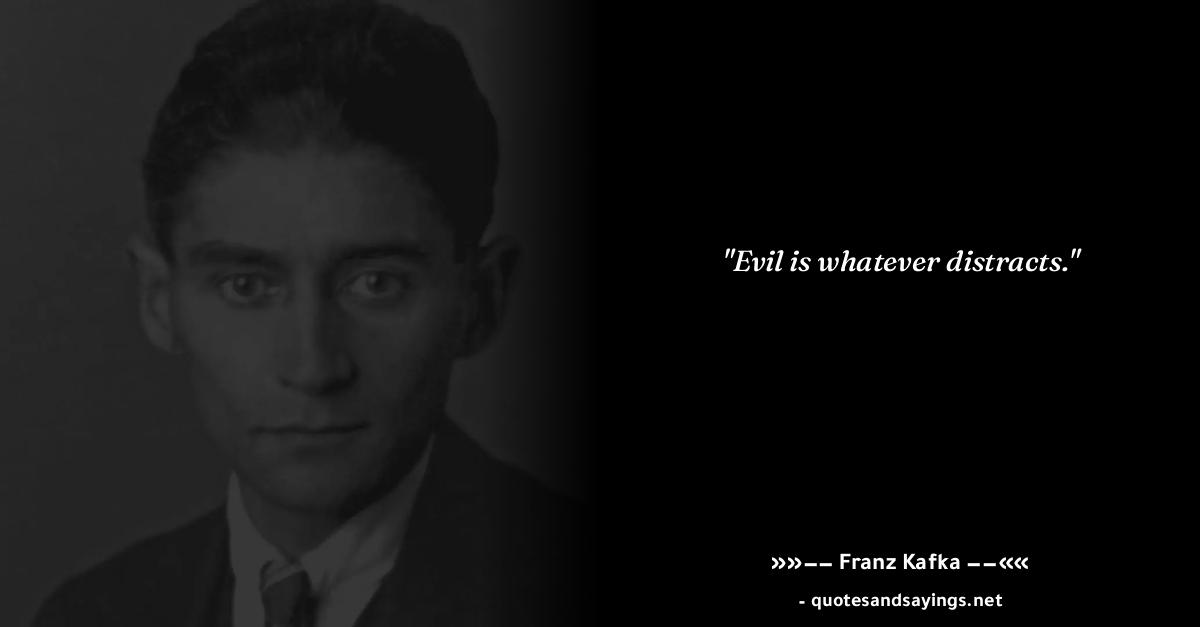 "Evil is whatever distracts."
»»–– Franz Kafka ––««
- quotesandsayings.net